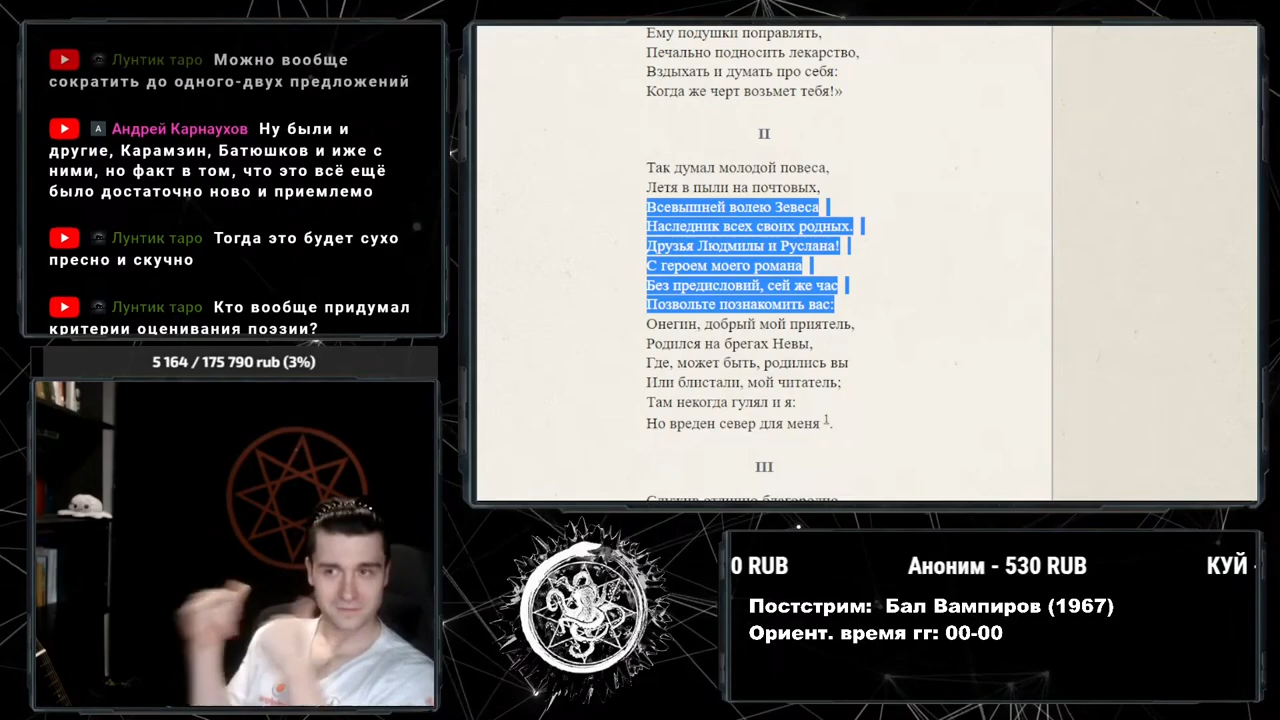 Лунтик таро Можно вообще
сократить до одного-двух предложений
А Андрей Карнаухов Ну были и
другие, Карамзин, Батюшков и иже с
ними, но факт в том, что это всё ещё
было достаточно ново и приемлемо
Лунтик таро Тогда это будет сухо
пресно и скучно
Лунтик таро Кто вообще придумал
критерии оценивания поэзии?
5 164 / 175 790 rub (3%)
Ему подушки поправлять,
Печально подносить лекарство,
Вздыхать и думать про себя:
Когда же черт возьмет тебя!»
II
Так думал молодой повеса,
Летя в пыли на почтовых,
Всевышней волею Зевеса
Наследник всех своих родных.
Друзья Людмилы и Руслана!
С героем моего романа
Без предисловий, сей же час
Позвольте познакомить вас:
Онегин, добрый мой приятель,
Родился на брегах Невы,
Где, может быть, родились вы
Или блистали, мой читатель;
Там некогда гулял и я:
Но вреден север для меня 1.
III
Служив отлично благородно,
0 RUB Аноним - 530 RUB КУЙ -
Постстрим: Бал Вампиров (1967)
Ориент. время гг: 00-00